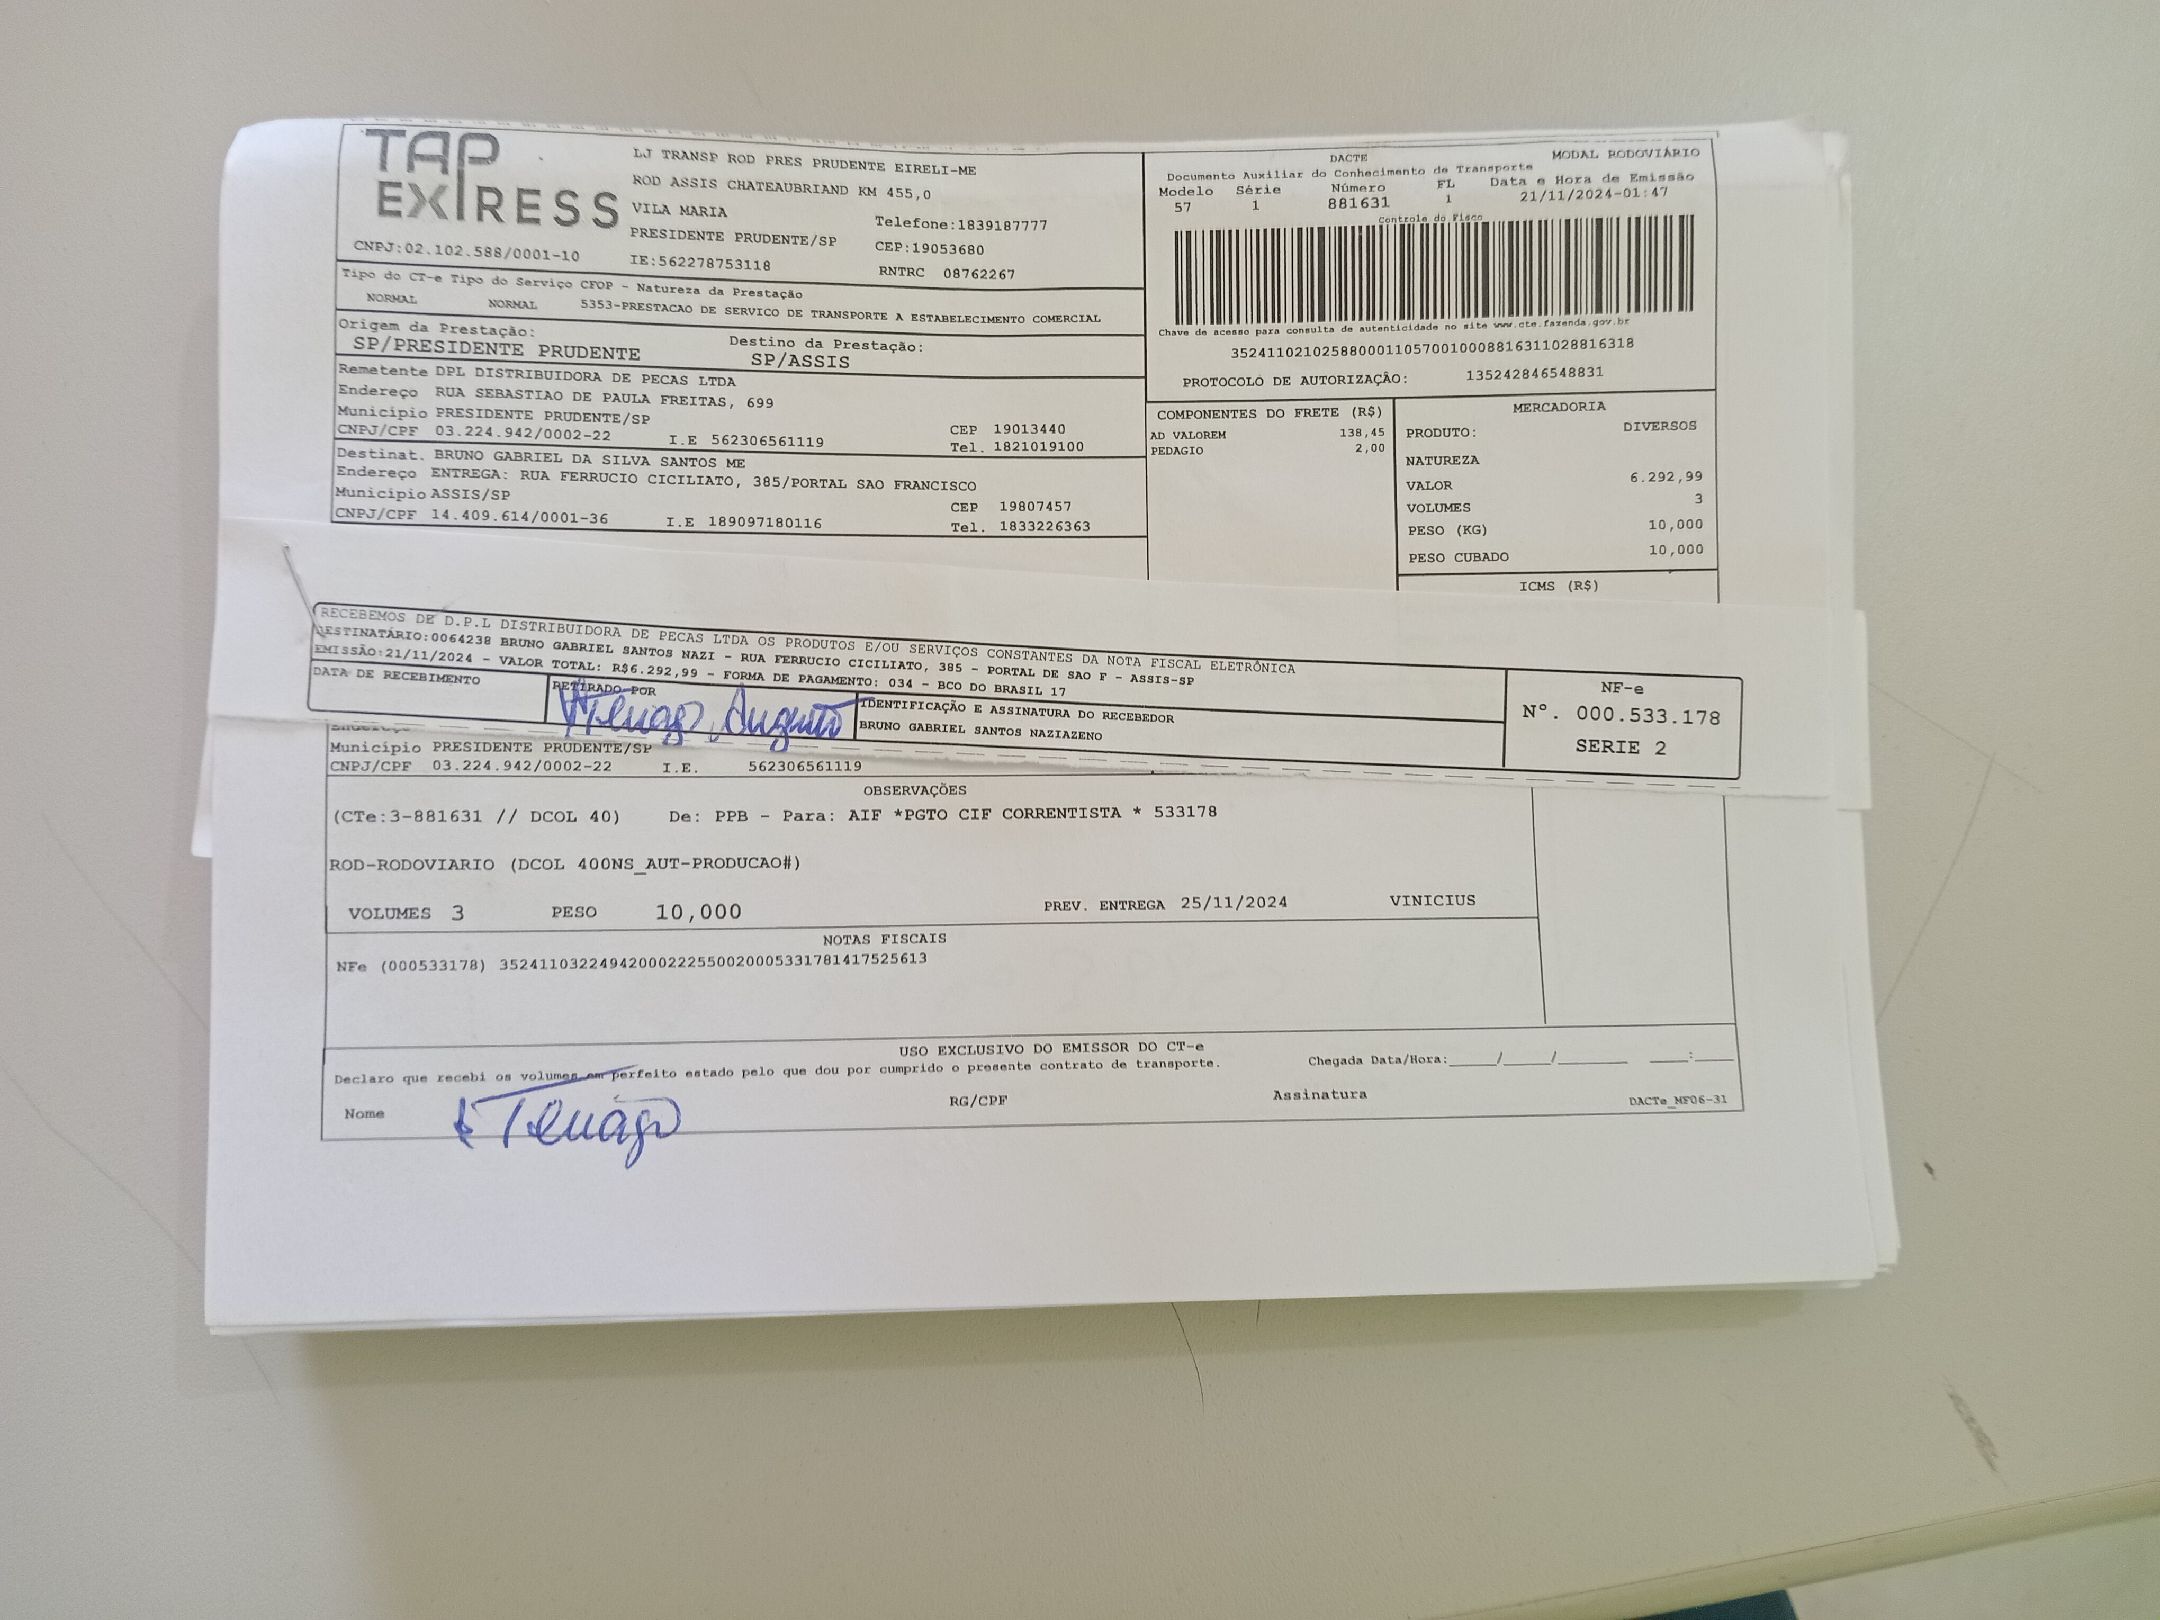 TAP
EXPRESS
CNPJ:02.102.588/0001-10
LJ TRANSP ROD PRES PRUDENTE EIRELI-ME
ROD ASSIS CHATEAUBRIAND KM 455,0
VILA MARIA
Telefone:1839187777
PRESIDENTE PRUDENTE/SP
CEP:19053680
IE:562278753118
RNTRC 08762267
DACTE
MODAL RODOVIÁRIO
Documento Auxiliar do Conhecimento de Transporte
Modelo Série Número FL Data e Hora de Emissão
57 1 881631 1 21/11/2024-01:47
Controle do Fisco
Chave de acesso para consulta de autenticidade no site www.cte.fazenda.gov.br
35241102102588000110570010008816311028816318
PROTOCOLO DE AUTORIZAÇÃO: 135242846548831
Tipo do CT-e Tipo do Serviço CFOP - Natureza da Prestação
NORMAL NORMAL 5353-PRESTACAO DE SERVICO DE TRANSPORTE A ESTABELECIMENTO COMERCIAL
Origem da Prestação:
SP/PRESIDENTE PRUDENTE
Destino da Prestação:
SP/ASSIS
Remetente DPL DISTRIBUIDORA DE PECAS LTDA
Endereço RUA SEBASTIAO DE PAULA FREITAS, 699
Município PRESIDENTE PRUDENTE/SP
CEP 19013440
CNPJ/CPF 03.224.942/0002-22 I.E 562306561119 Tel. 1821019100
Destinat. BRUNO GABRIEL DA SILVA SANTOS ME
Endereço ENTREGA: RUA FERRUCIO CICILIATO, 385/PORTAL SAO FRANCISCO
Município ASSIS/SP
CEP 19807457
CNPJ/CPF 14.409.614/0001-36 I.E 189097180116 Tel. 1833226363
COMPONENTES DO FRETE (R$)
AD VALOREM 138,45
PEDAGIO 2,00
MERCADORIA
PRODUTO: DIVERSOS
NATUREZA
VALOR 6.292,99
VOLUMES 3
PESO (KG) 10,000
PESO CUBADO 10,000
ICMS (R$)
RECEBEMOS DE D.P.L DISTRIBUIDORA DE PECAS LTDA OS PRODUTOS E/OU SERVIÇOS CONSTANTES DA NOTA FISCAL ELETRÔNICA
DESTINATÁRIO:0064238 BRUNO GABRIEL SANTOS NAZI - RUA FERRUCIO CICILIATO, 385 - PORTAL DE SAO F - ASSIS-SP
EMISSÃO:21/11/2024 - VALOR TOTAL: R$6.292,99 - FORMA DE PAGAMENTO: 034 - BCO DO BRASIL 17
DATA DE RECEBIMENTO
RETIRADO POR
Augusto
IDENTIFICAÇÃO E ASSINATURA DO RECEBEDOR
BRUNO GABRIEL SANTOS NAZIAZENO
NF-e
N°. 000.533.178
SERIE 2
Município PRESIDENTE PRUDENTE/SP
CNPJ/CPF 03.224.942/0002-22 I.E. 562306561119
OBSERVAÇÕES
(CTe:3-881631 // DCOL 40) De: PPB - Para: AIF *PGTO CIF CORRENTISTA * 533178
ROD-RODOVIARIO (DCOL 400NS_AUT-PRODUCAO#)
VOLUMES 3 PESO 10,000 PREV. ENTREGA 25/11/2024 VINICIUS
NOTAS FISCAIS
NFe (000533178) 35241103224942000222550020005331781417525613
USO EXCLUSIVO DO EMISSOR DO CT-e
Declaro que recebi os volumes em perfeito estado pelo que dou por cumprido o presente contrato de transporte.
Chegada Data/Hora:____/____/______ ____:____
Nome
RG/CPF
Assinatura
DACTe_MF06-31